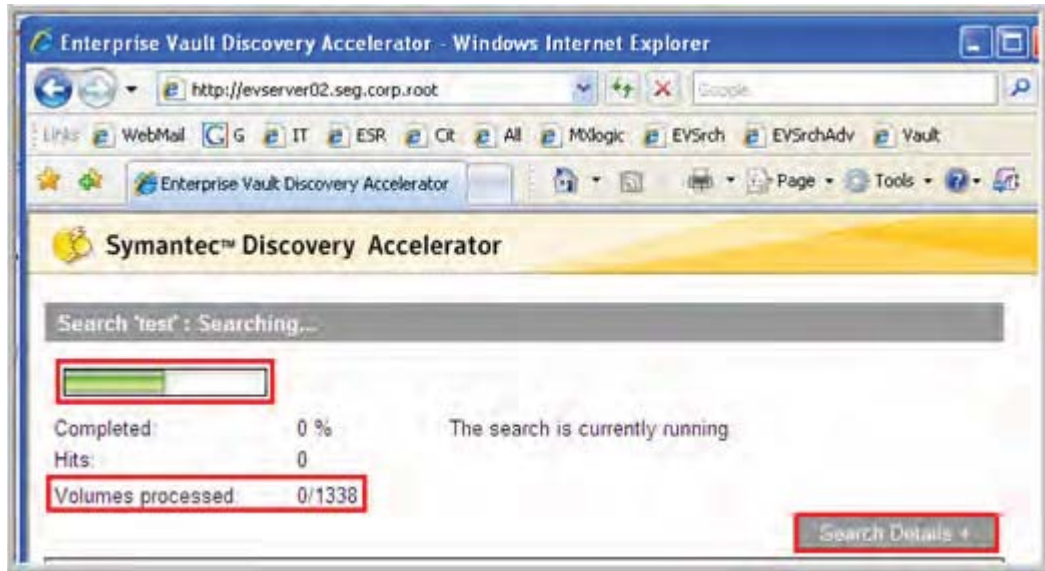 Enterprise Vault Discovery Accelerator - Windows Internet Explorer
http://evserver02.seg.corp.root Google
Links WebMail G IT ESR Cit All MXlogic EVSrch EVSrchAdv Vault
Enterprise Vault Discovery Accelerator Page Tools
Symantec™ Discovery Accelerator
Search 'test' : Searching...
Completed: 0 % The search is currently running
Hits: 0
Volumes processed 0/1338
Search Details +